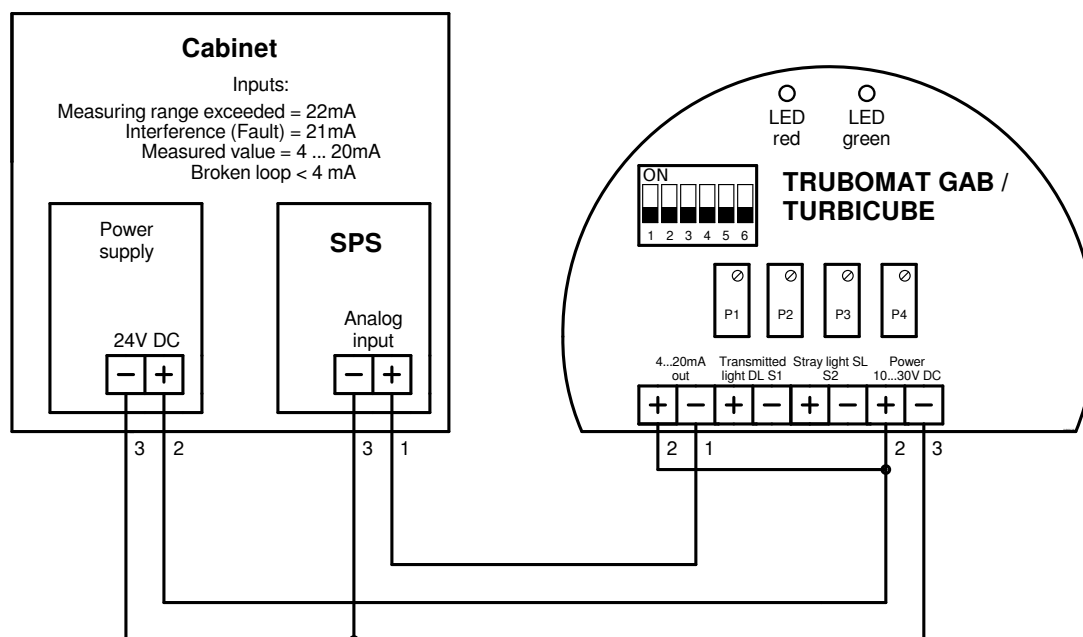 Cabinet
Inputs:
Measuring range exceeded = 22mA
Interference (Fault) = 21mA
Measured value = 4 ... 20mA
Broken loop < 4 mA
Power
supply
24V DC
− +
SPS
Analog
input
− +
3 2
3 1
LED
red
LED
green
ON
1 2 3 4 5 6
TRUBOMAT GAB /
TURBICUBE
P1 P2 P3 P4
4...20mA
out
Transmitted
light DL S1
Stray light SL
S2
Power
10...30V DC
+ − + − + − + −
2 1 2 3